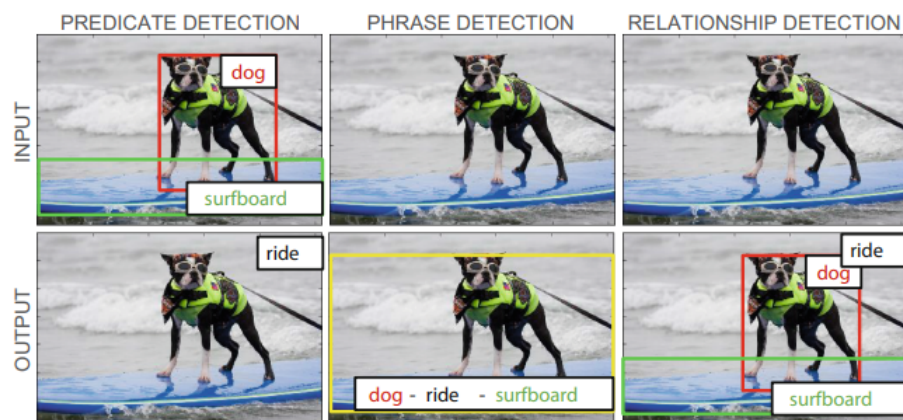 PREDICATE DETECTION
PHRASE DETECTION
RELATIONSHIP DETECTION
INPUT
dog
surfboard
OUTPUT
ride
dog - ride - surfboard
ride
dog
surfboard